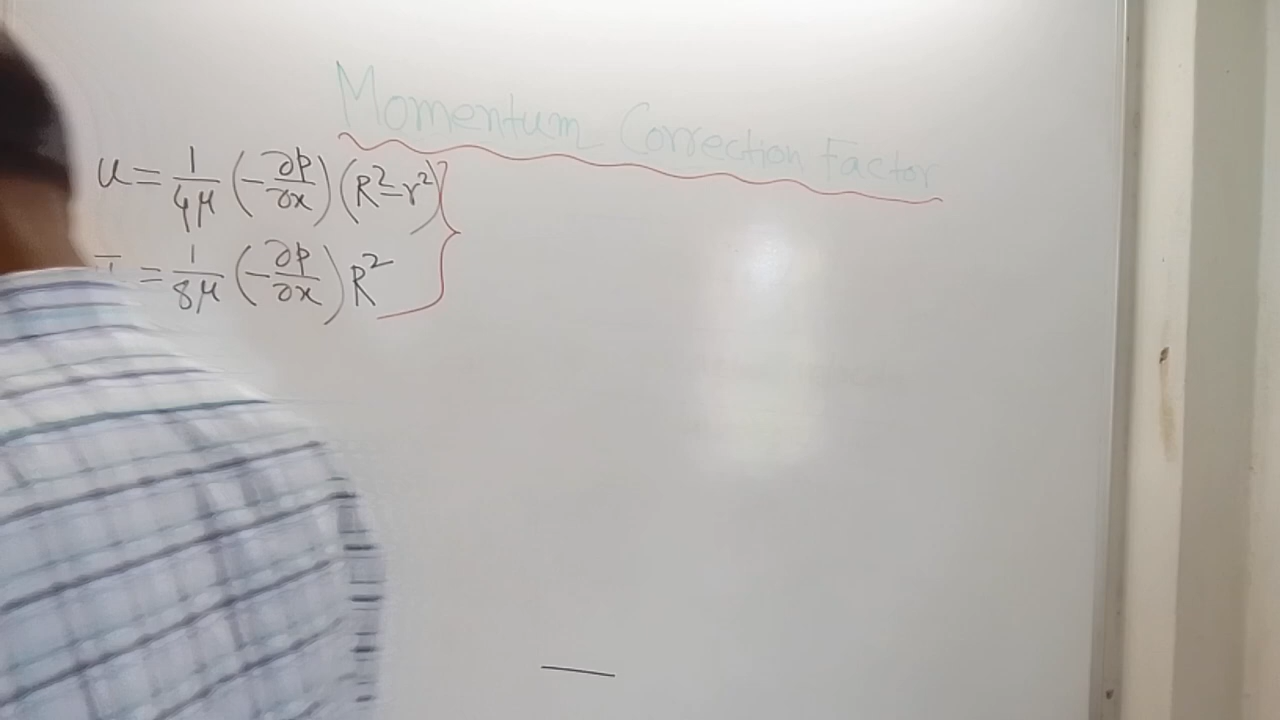 Momentum Correction Factor
u = 1/4μ (-∂p/∂x) (R²-r²)
= 1/8μ (-∂p/∂x) R²